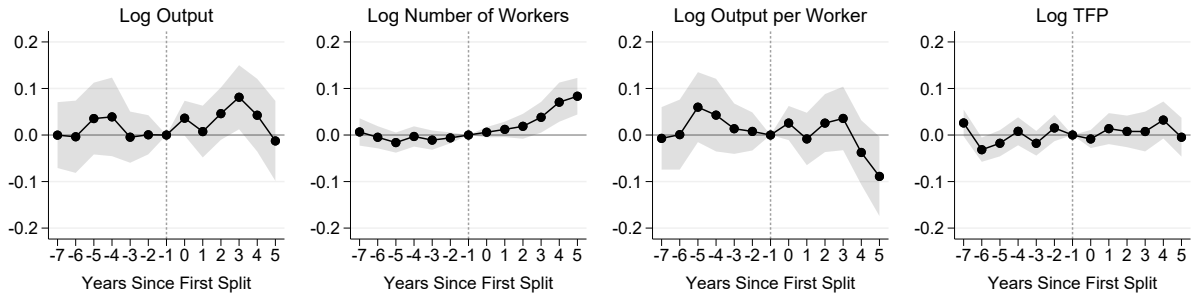 Log Output
Log Number of Workers
Log Output per Worker
Log TFP
0.2
0.1
0.0
-0.1
-0.2
-7 -6 -5 -4 -3 -2 -1 0 1 2 3 4 5
Years Since First Split
0.2
0.1
0.0
-0.1
-0.2
-7 -6 -5 -4 -3 -2 -1 0 1 2 3 4 5
Years Since First Split
0.2
0.1
0.0
-0.1
-0.2
-7 -6 -5 -4 -3 -2 -1 0 1 2 3 4 5
Years Since First Split
0.2
0.1
0.0
-0.1
-0.2
-7 -6 -5 -4 -3 -2 -1 0 1 2 3 4 5
Years Since First Split